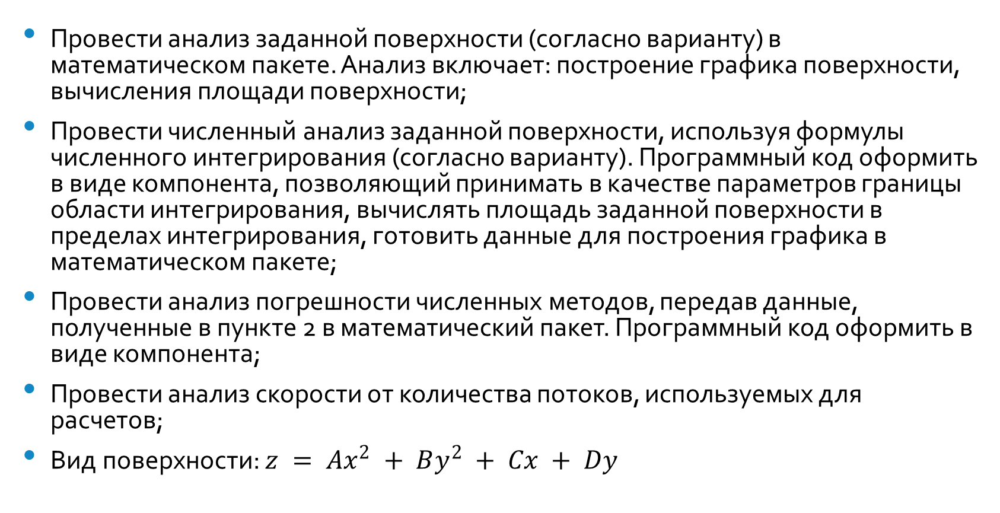 • Провести анализ заданной поверхности (согласно варианту) в
математическом пакете. Анализ включает: построение графика поверхности,
вычисления площади поверхности;
• Провести численный анализ заданной поверхности, используя формулы
численного интегрирования (согласно варианту). Программный код оформить
в виде компонента, позволяющий принимать в качестве параметров границы
области интегрирования, вычислять площадь заданной поверхности в
пределах интегрирования, готовить данные для построения графика в
математическом пакете;
• Провести анализ погрешности численных методов, передав данные,
полученные в пункте 2 в математический пакет. Программный код оформить в
виде компонента;
• Провести анализ скорости от количества потоков, используемых для
расчетов;
• Вид поверхности: z = Ax² + By² + Cx + Dy